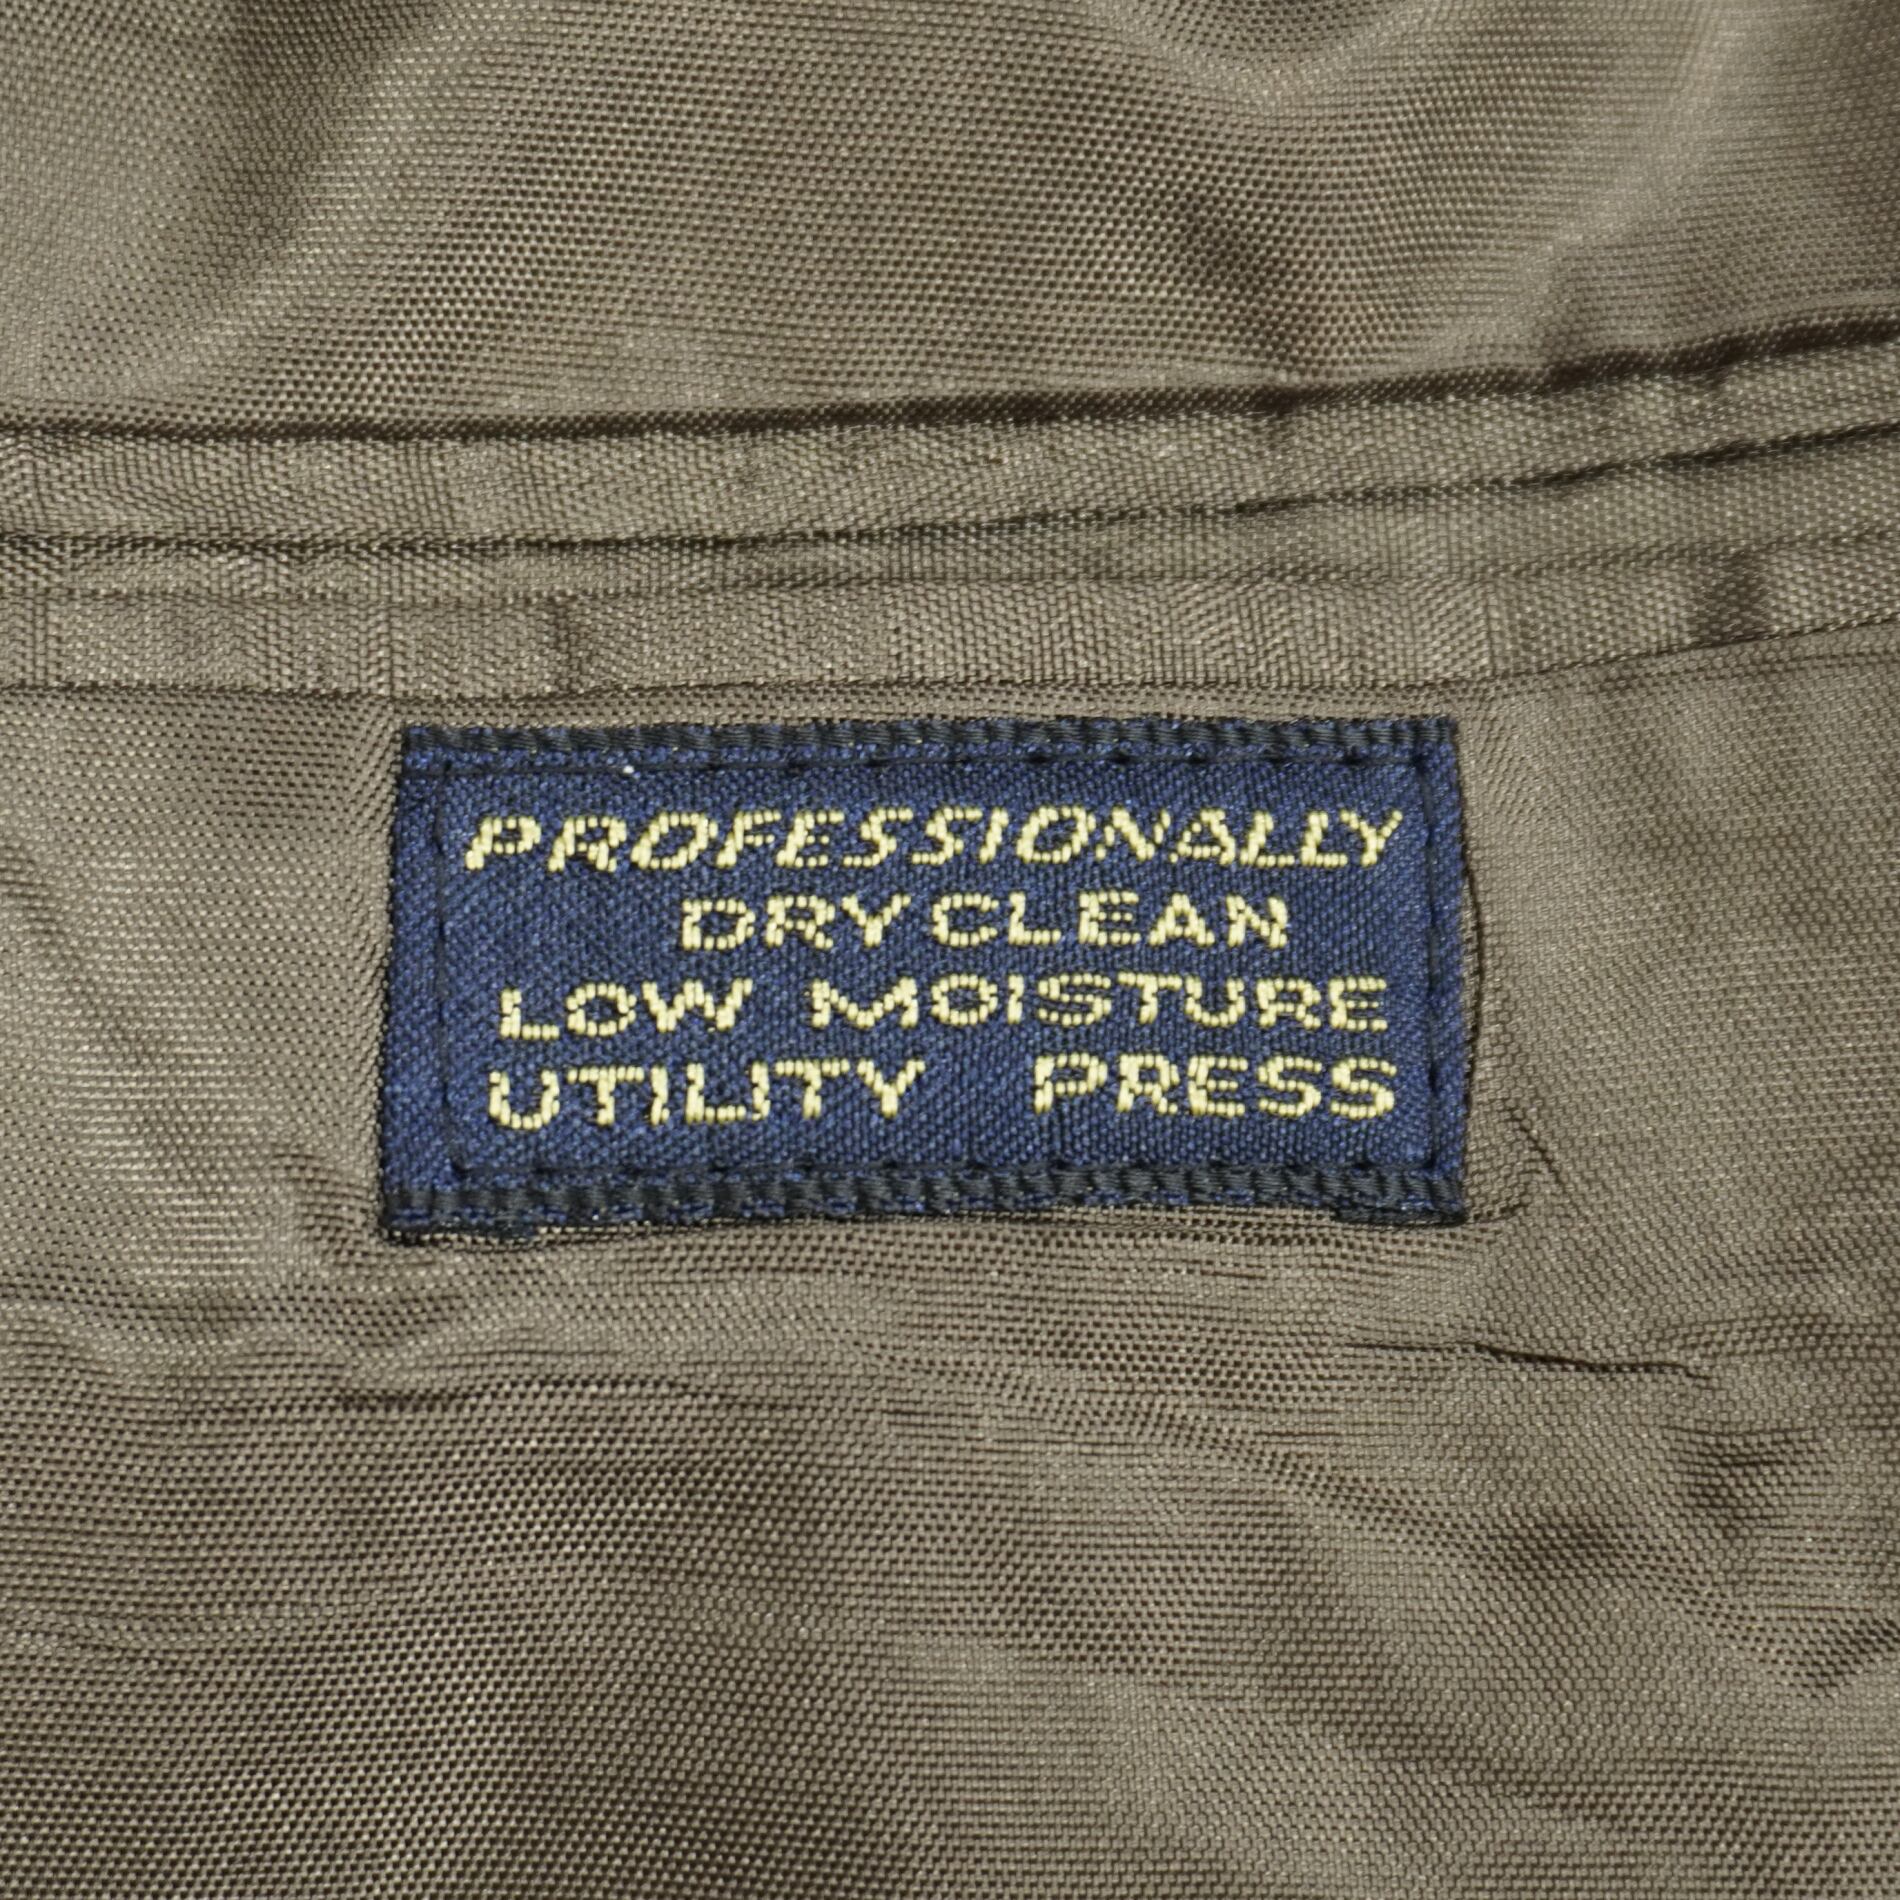 PROFESSIONALLY
DRY CLEAN
LOW MOISTURE
UTILITY PRESS